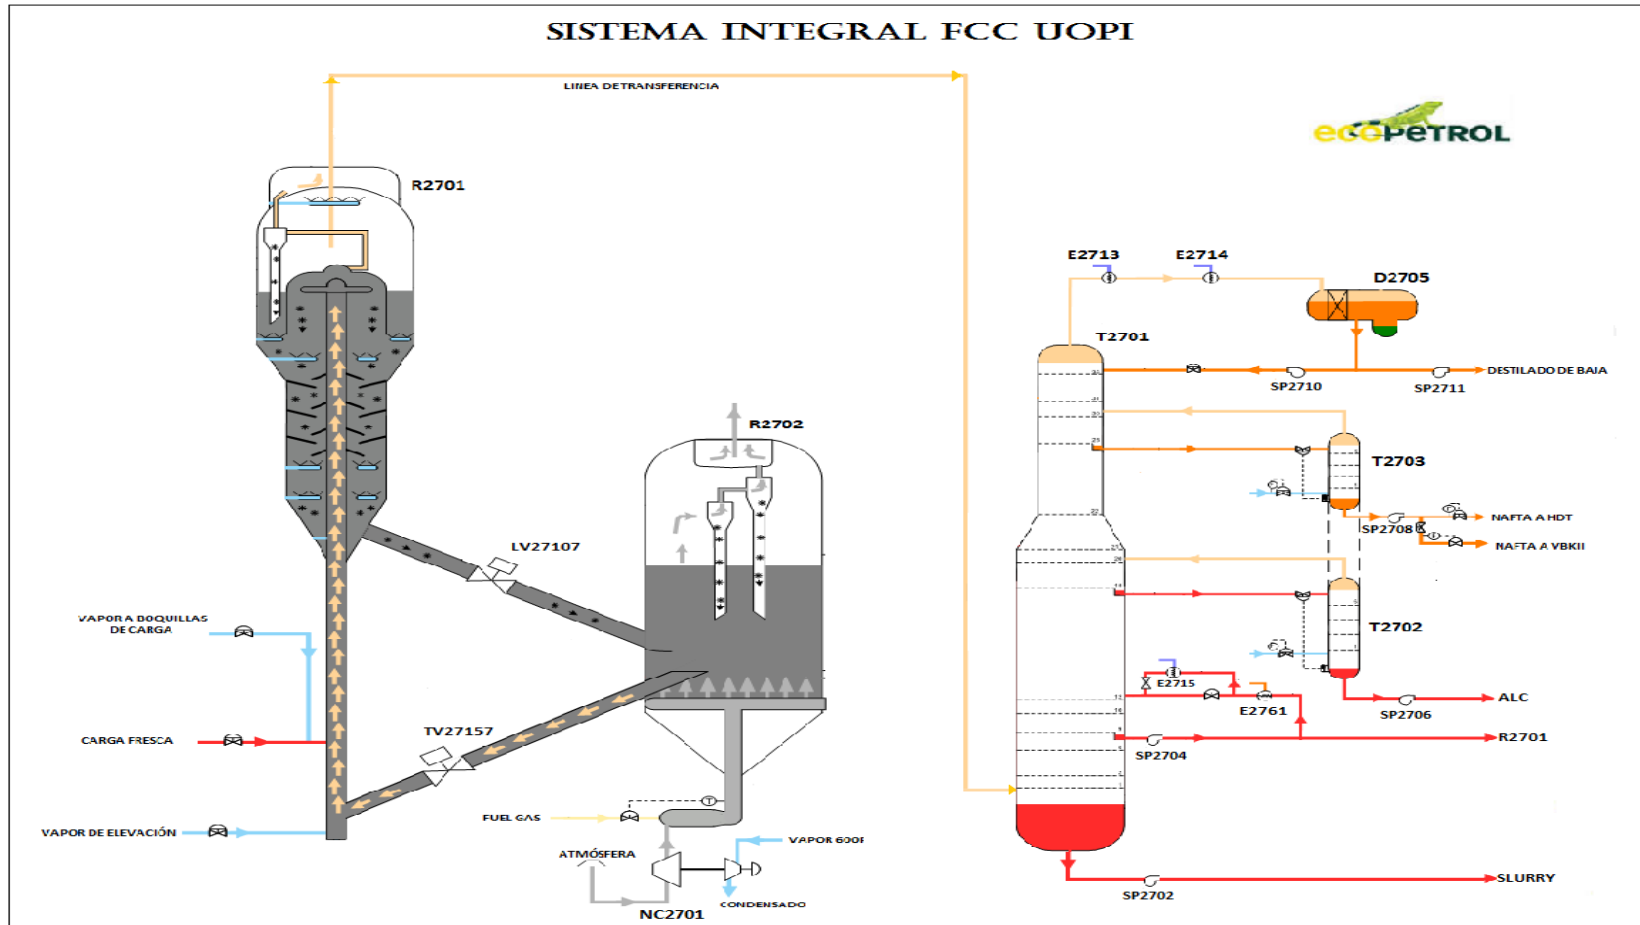 SISTEMA INTEGRAL FCC UOPI
LINEA DE TRANSFERENCIA
ecopetrol
R2701
E2713
E2714
D2705
T2701
DESTILADO DE BAJA
SP2710
SP2711
R2702
T2703
NAFTA A HDT
SP2708
NAFTA A VBKII
LV27107
VAPOR A BOQUILLAS
DE CARGA
T2702
E2715
E2761
ALC
SP2706
CARGA FRESCA
TV27157
SP2704
R2701
FUEL GAS
T
VAPOR DE ELEVACIÓN
ATMÓSFERA
VAPOR 600F
SLURRY
SP2702
CONDENSADO
NC2701